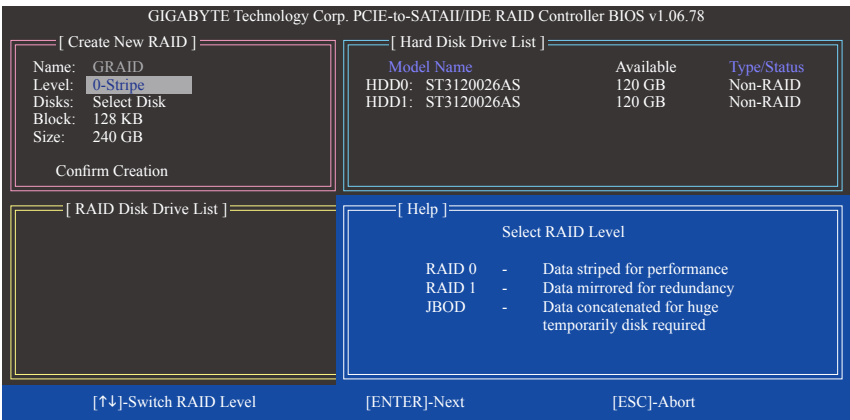 GIGABYTE Technology Corp. PCIE-to-SATAII/IDE RAID Controller BIOS v1.06.78
[ Create New RAID ]
Name: GRAID
Level: 0-Stripe
Disks: Select Disk
Block: 128 KB
Size: 240 GB
Confirm Creation
[ Hard Disk Drive List ]
Model Name Available Type/Status
HDD0: ST3120026AS 120 GB Non-RAID
HDD1: ST3120026AS 120 GB Non-RAID
[ RAID Disk Drive List ]
[ Help ]
Select RAID Level
RAID 0 - Data striped for performance
RAID 1 - Data mirrored for redundancy
JBOD - Data concatenated for huge
temporarily disk required
[↑↓]-Switch RAID Level [ENTER]-Next [ESC]-Abort